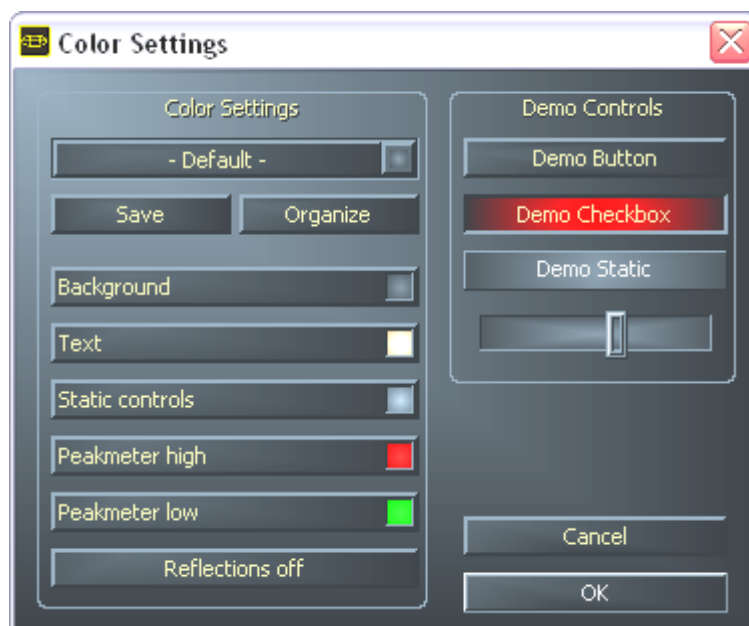 Color Settings
Color Settings
- Default -
Save
Organize
Background
Text
Static controls
Peakmeter high
Peakmeter low
Reflections off
Demo Controls
Demo Button
Demo Checkbox
Demo Static
Cancel
OK